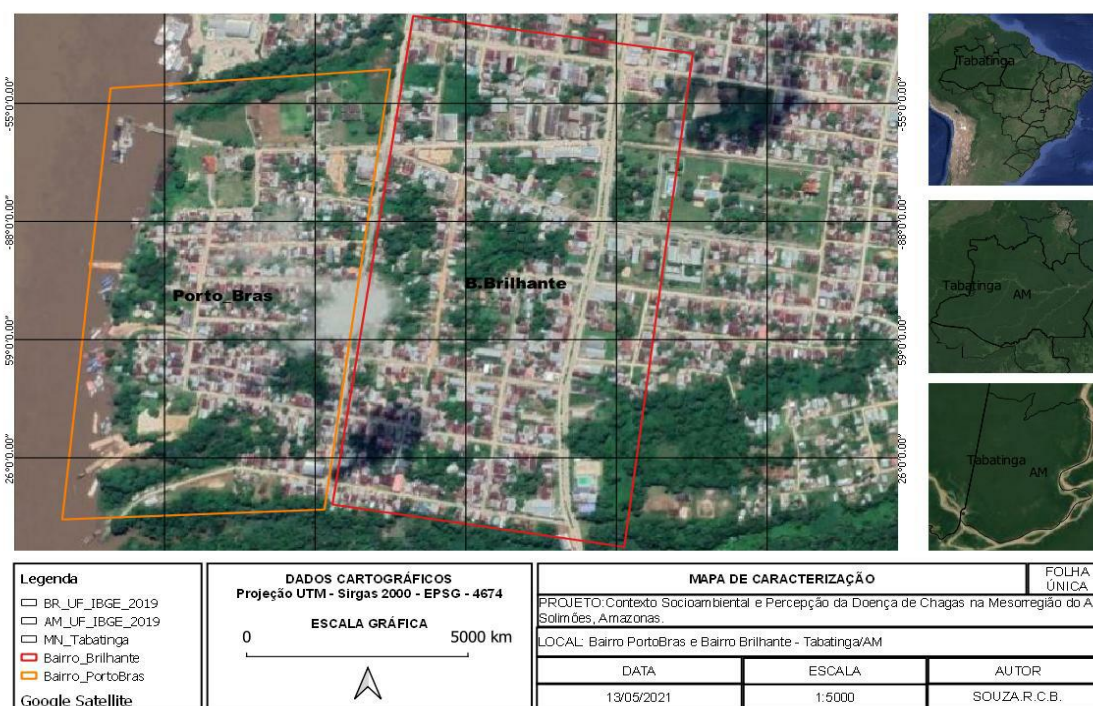 -55°0'0.00"
-88°0'0.00"
59°0'0.00"
26°0'0.00"
Porto_Bras
B.Brilhante
-55°0'0.00"
-88°0'0.00"
59°0'0.00"
26°0'0.00"
Tabatinga
Tabatinga
AM
Tabatinga
AM
Legenda
BR_UF_IBGE_2019
AM_UF_IBGE_2019
MN_Tabatinga
Bairro_Brilhante
Bairro_PortoBras
Google Satellite
DADOS CARTOGRÁFICOS
Projeção UTM - Sirgas 2000 - EPSG - 4674
ESCALA GRÁFICA
0 5000 km
MAPA DE CARACTERIZAÇÃO
FOLHA
ÚNICA
PROJETO:Contexto Socioambiental e Percepção da Doença de Chagas na Mesorregião do A
Solimões, Amazonas.
LOCAL: Bairro PortoBras e Bairro Brilhante - Tabatinga/AM
DATA ESCALA AUTOR
13/05/2021 1:5000 SOUZA.R.C.B.